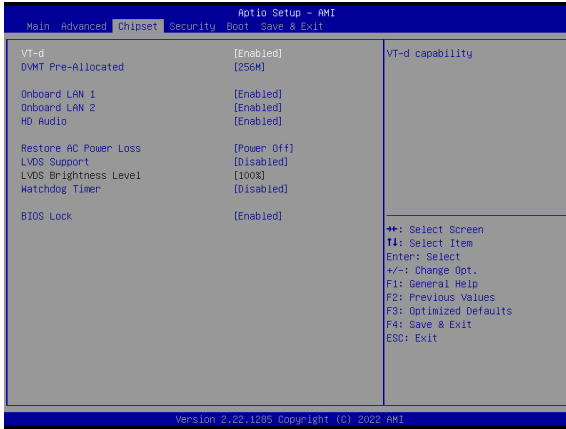 Aptio Setup – AMI
Main Advanced Chipset Security Boot Save & Exit
VT-d [Enabled] VT-d capability
DVMT Pre-Allocated [256M]
Onboard LAN 1 [Enabled]
Onboard LAN 2 [Enabled]
HD Audio [Enabled]
Restore AC Power Loss [Power Off]
LVDS Support [Disabled]
LVDS Brightness Level [100%]
Watchdog Timer [Disabled]
BIOS Lock [Enabled]
→←: Select Screen
↑↓: Select Item
Enter: Select
+/-: Change Opt.
F1: General Help
F2: Previous Values
F3: Optimized Defaults
F4: Save & Exit
ESC: Exit
Version 2.22.1285 Copyright (C) 2022 AMI